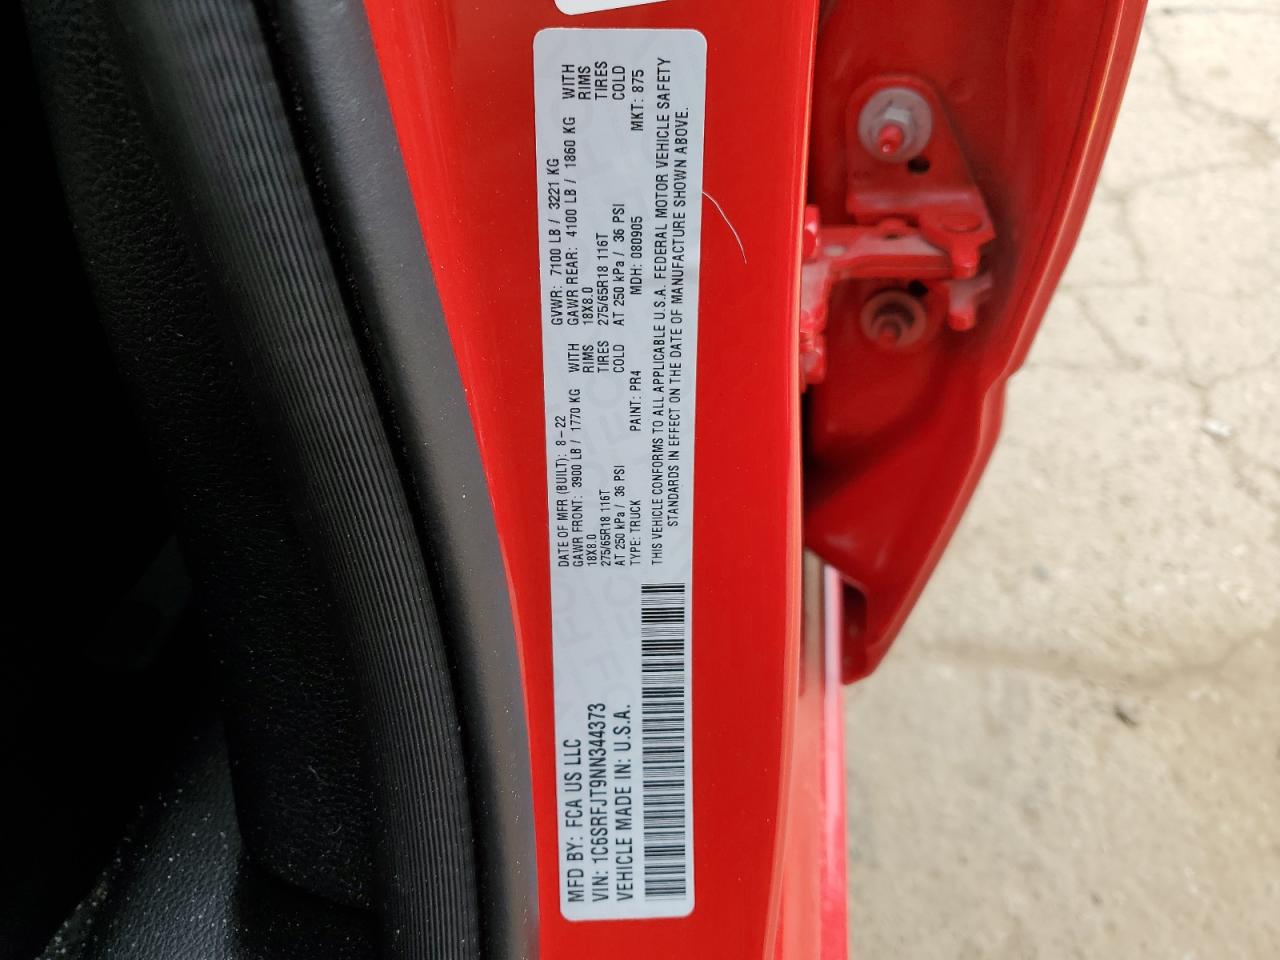 MFD BY: FCA US LLC
DATE OF MFR (BUILT): 8-22
GVWR: 7100 LB / 3221 KG
VIN: 1C6SRFJT9NN344373
GAWR FRONT: 3900 LB / 1770 KG WITH
GAWR REAR: 4100 LB / 1860 KG WITH
18X8.0 RIMS
18X8.0 RIMS
VEHICLE MADE IN: U.S.A.
275/65R18 116T TIRES
275/65R18 116T TIRES
AT 250 kPa / 36 PSI COLD
AT 250 kPa / 36 PSI COLD
TYPE: TRUCK PAINT: PR4 MDH: 080905 MKT: 875
THIS VEHICLE CONFORMS TO ALL APPLICABLE U.S.A. FEDERAL MOTOR VEHICLE SAFETY
STANDARDS IN EFFECT ON THE DATE OF MANUFACTURE SHOWN ABOVE.